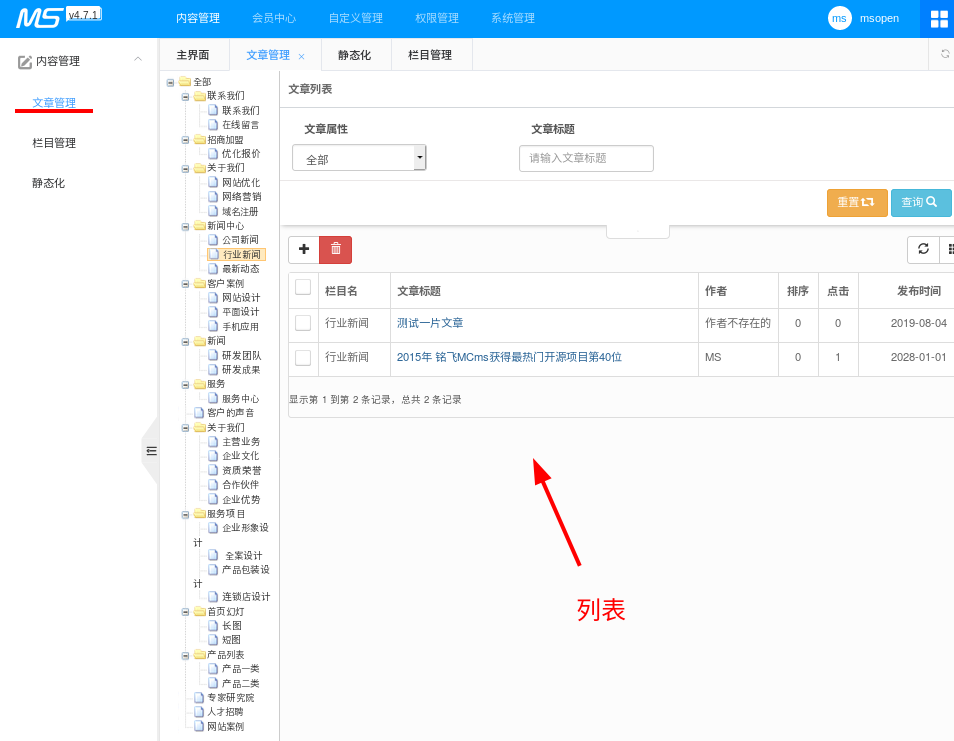 MS v4.7.1
内容管理 会员中心 自定义管理 权限管理 系统管理
ms msopen
内容管理
文章管理
栏目管理
静态化
主界面 文章管理 × 静态化 栏目管理
全部
联系我们
联系我们
在线留言
招商加盟
优化报价
关于我们
网站优化
网络营销
域名注册
新闻中心
公司新闻
行业新闻
最新动态
客户案例
网站设计
平面设计
手机应用
新闻
研发团队
研发成果
服务
服务中心
客户的声音
关于我们
主营业务
企业文化
资质荣誉
合作伙伴
企业优势
服务项目
企业形象设
计
全案设计
产品包装设
计
连锁店设计
首页幻灯
长图
短图
产品列表
产品一类
产品二类
专家研究院
人才招聘
网站案例
文章列表
文章属性 文章标题
全部 请输入文章标题
重置 查询
栏目名 文章标题 作者 排序 点击 发布时间
行业新闻 测试一片文章 作者不存在的 0 0 2019-08-04
行业新闻 2015年 铭飞MCms获得最热门开源项目第40位 MS 0 1 2028-01-01
显示第 1 到第 2 条记录，总共 2 条记录
列表